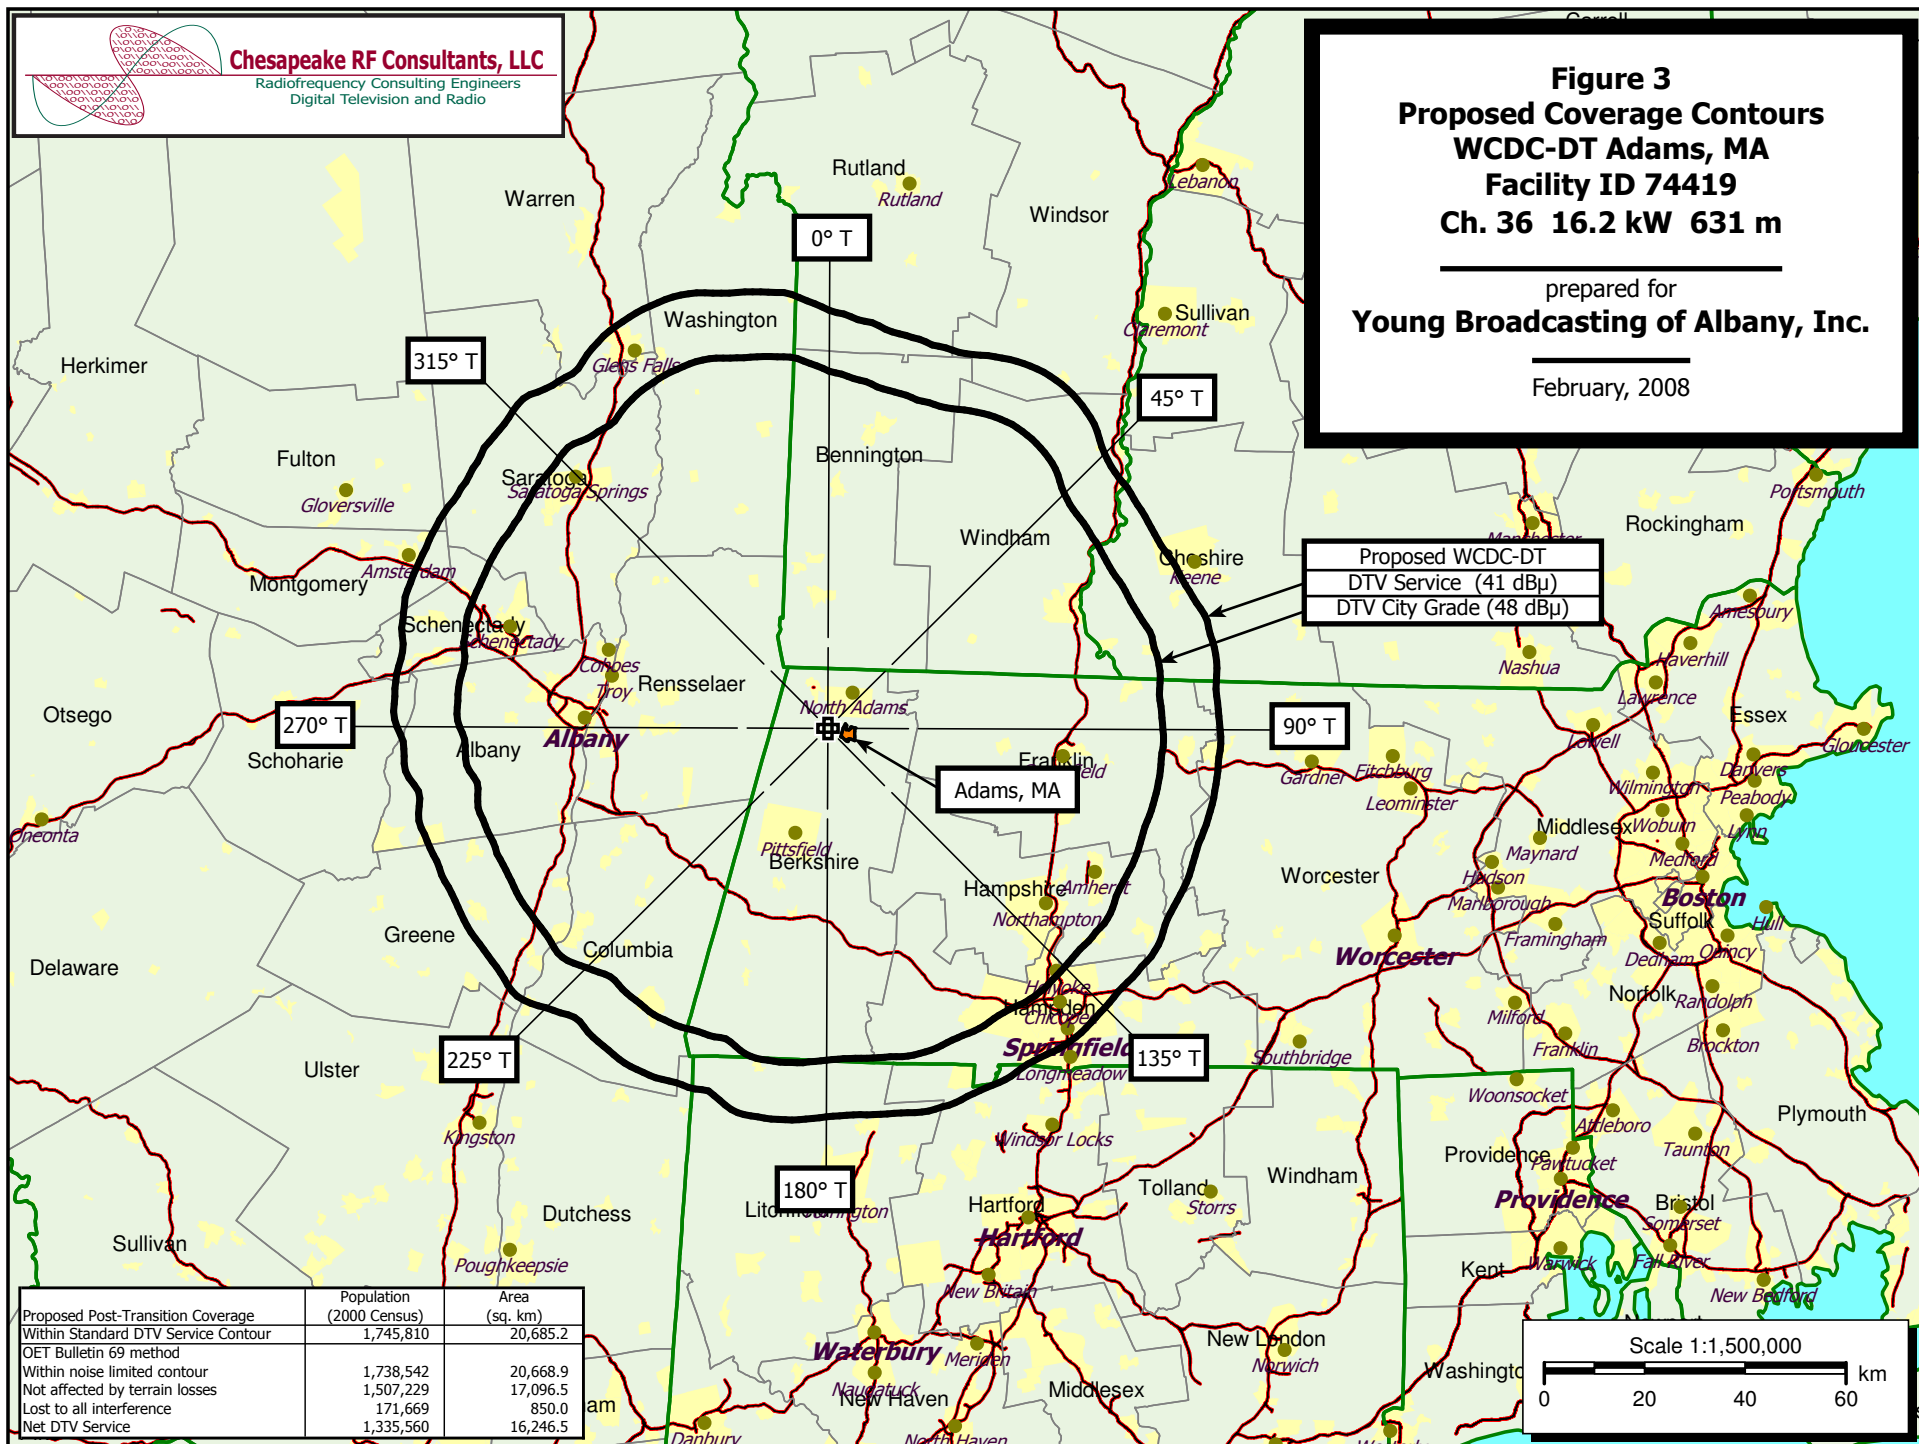 Chesapeake RF Consultants, LLC
Radiofrequency Consulting Engineers
Digital Television and Radio
Figure 3
Proposed Coverage Contours
WCDC-DT Adams, MA
Facility ID 74419
Ch. 36 16.2 kW 631 m
prepared for
Young Broadcasting of Albany, Inc.
February, 2008
Warren
Rutland
Rutland
Windsor
Lebanon
0° T
Washington
Sullivan
Claremont
Herkimer
315° T
Glens Falls
45° T
Fulton
Gloversville
Saratoga
Saratoga Springs
Bennington
Portsmouth
Rockingham
Manchester
Windham
Cheshire
Keene
Proposed WCDC-DT
DTV Service (41 dBµ)
DTV City Grade (48 dBµ)
Amsterdam
Montgomery
Amesbury
Schenectady
Schenectady
Cohoes
Troy
Rensselaer
Nashua
Haverhill
Lawrence
Otsego
270° T
Schoharie
Albany
Albany
North Adams
90° T
Essex
Lowell
Gloucester
Franklin
Adams, MA
Gardner
Fitchburg
Leominster
Wilmington
Danvers
Peabody
Oneonta
Pittsfield
Berkshire
Middlesex
Woburn
Lynn
Maynard
Medford
Hampshire
Amherst
Northampton
Worcester
Hudson
Marlborough
Boston
Suffolk
Hull
Greene
Columbia
Framingham
Dedham
Quincy
Delaware
Worcester
Holyoke
Hampden
Chicopee
Norfolk
Randolph
Milford
Franklin
Brockton
Ulster
225° T
Springfield
Longmeadow
135° T
Southbridge
Woonsocket
Plymouth
Kingston
Windsor Locks
Attleboro
Taunton
Providence
Pawtucket
180° T
Tolland
Storrs
Windham
Providence
Bristol
Somerset
Dutchess
Hartford
Hartford
Sullivan
Poughkeepsie
Kent
Warwick
Fall River
New Bedford
New Britain
Waterbury
Meriden
Naugatuck
New Haven
Middlesex
New London
Norwich
Danbury
North Haven
Proposed Post-Transition Coverage Population (2000 Census) Area (sq. km)
Within Standard DTV Service Contour 1,745,810 20,685.2
OET Bulletin 69 method
Within noise limited contour 1,738,542 20,668.9
Not affected by terrain losses 1,507,229 17,096.5
Lost to all interference 171,669 850.0
Net DTV Service 1,335,560 16,246.5
Scale 1:1,500,000
0 20 40 60 km